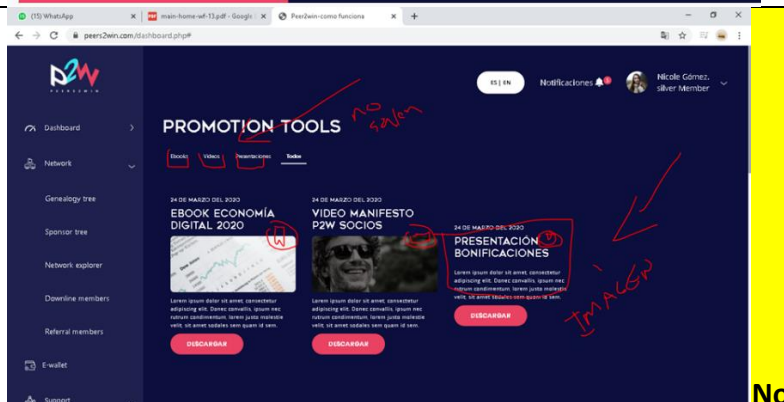 (15) WhatsApp
main-home-wf-13.pdf - Google
Peer2win-como funciona
peers2win.com/dashboard.php#
P2W
PEERS2WIN
ES | EN
Notificaciones
Nicole Gómez.
silver Member
Dashboard
Network
Genealogy tree
Sponsor tree
Network explorer
Downline members
Referral members
E-wallet
Support
PROMOTION TOOLS
no salen
Ebooks Videos Presentaciones Todos
24 DE MARZO DEL 2020
EBOOK ECONOMÍA
DIGITAL 2020
Lorem ipsum dolor sit amet, consectetur
adipiscing elit. Donec convallis, ipsum nec
rutrum condimentum, lorem justo molestie
velit, sit amet sodales sem quam id sem.
DESCARGAR
24 DE MARZO DEL 2020
VIDEO MANIFESTO
P2W SOCIOS
Lorem ipsum dolor sit amet, consectetur
adipiscing elit. Donec convallis, ipsum nec
rutrum condimentum, lorem justo molestie
velit, sit amet sodales sem quam id sem.
DESCARGAR
24 DE MARZO DEL 2020
PRESENTACIÓN
BONIFICACIONES
Lorem ipsum dolor sit amet, consectetur
adipiscing elit. Donec convallis, ipsum nec
rutrum condimentum, lorem justo molestie
velit, sit amet sodales sem quam id sem.
DESCARGAR
IMAGEN
No